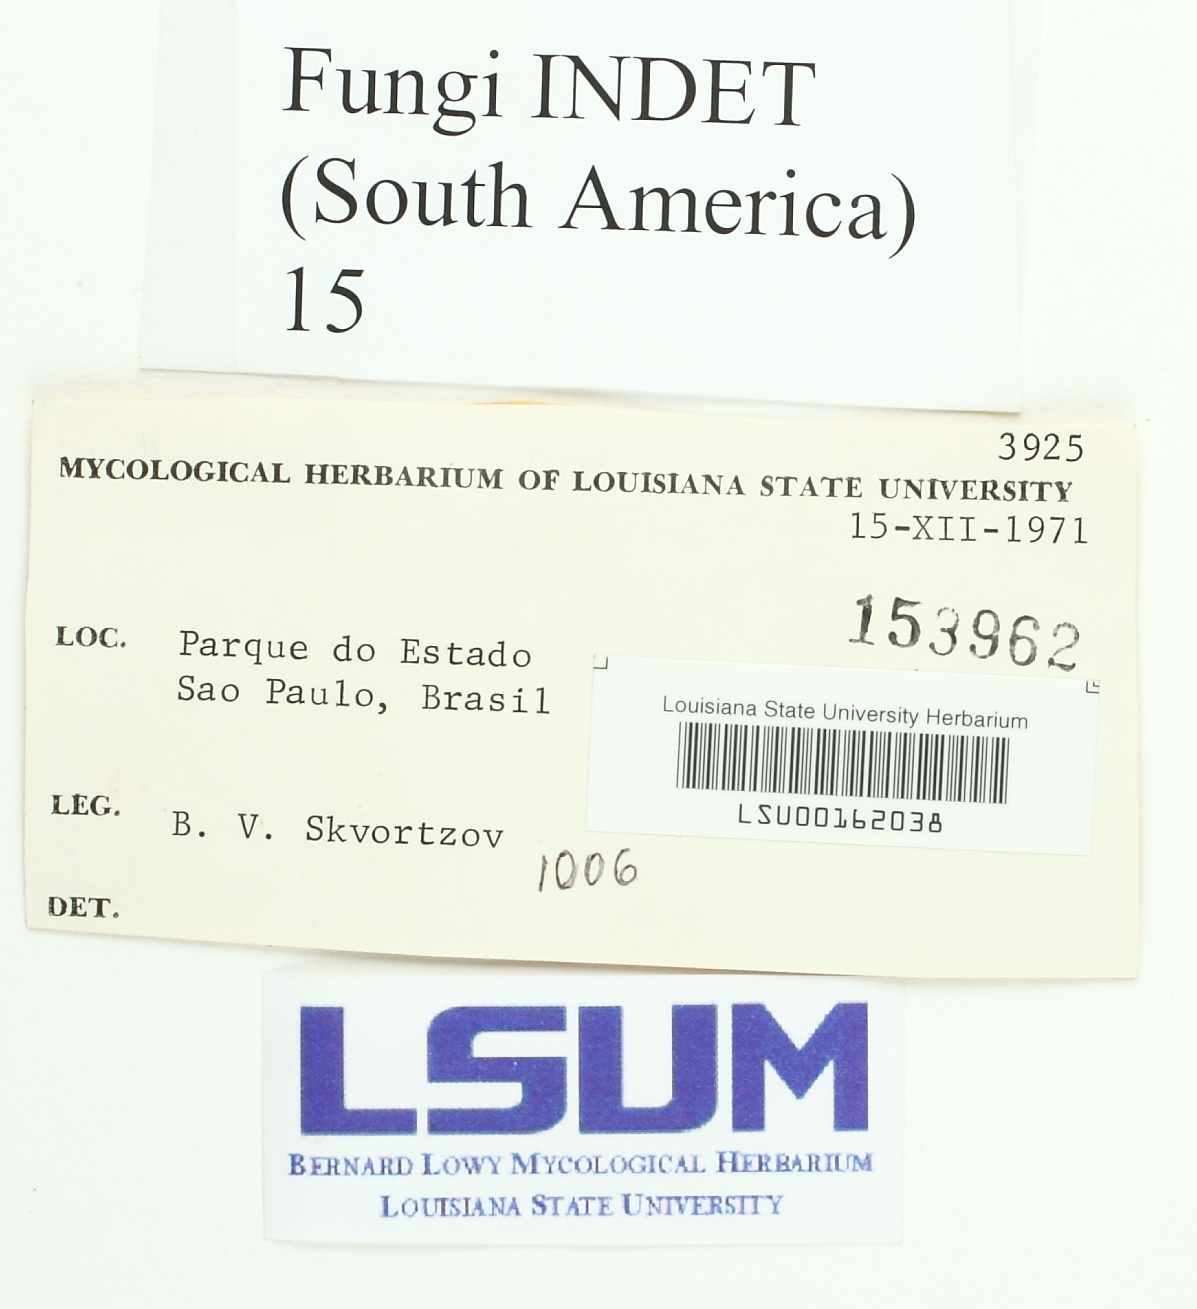 Fungi INDET
(South America)
15
3925
MYCOLOGICAL HERBARIUM OF LOUISIANA STATE UNIVERSITY
15-XII-1971
153962
LOC. Parque do Estado
Sao Paulo, Brasil
Louisiana State University Herbarium
LSU00162038
LEG. B. V. Skvortzov
1006
DET.
LSUM
BERNARD LOWY MYCOLOGICAL HERBARIUM
LOUISIANA STATE UNIVERSITY